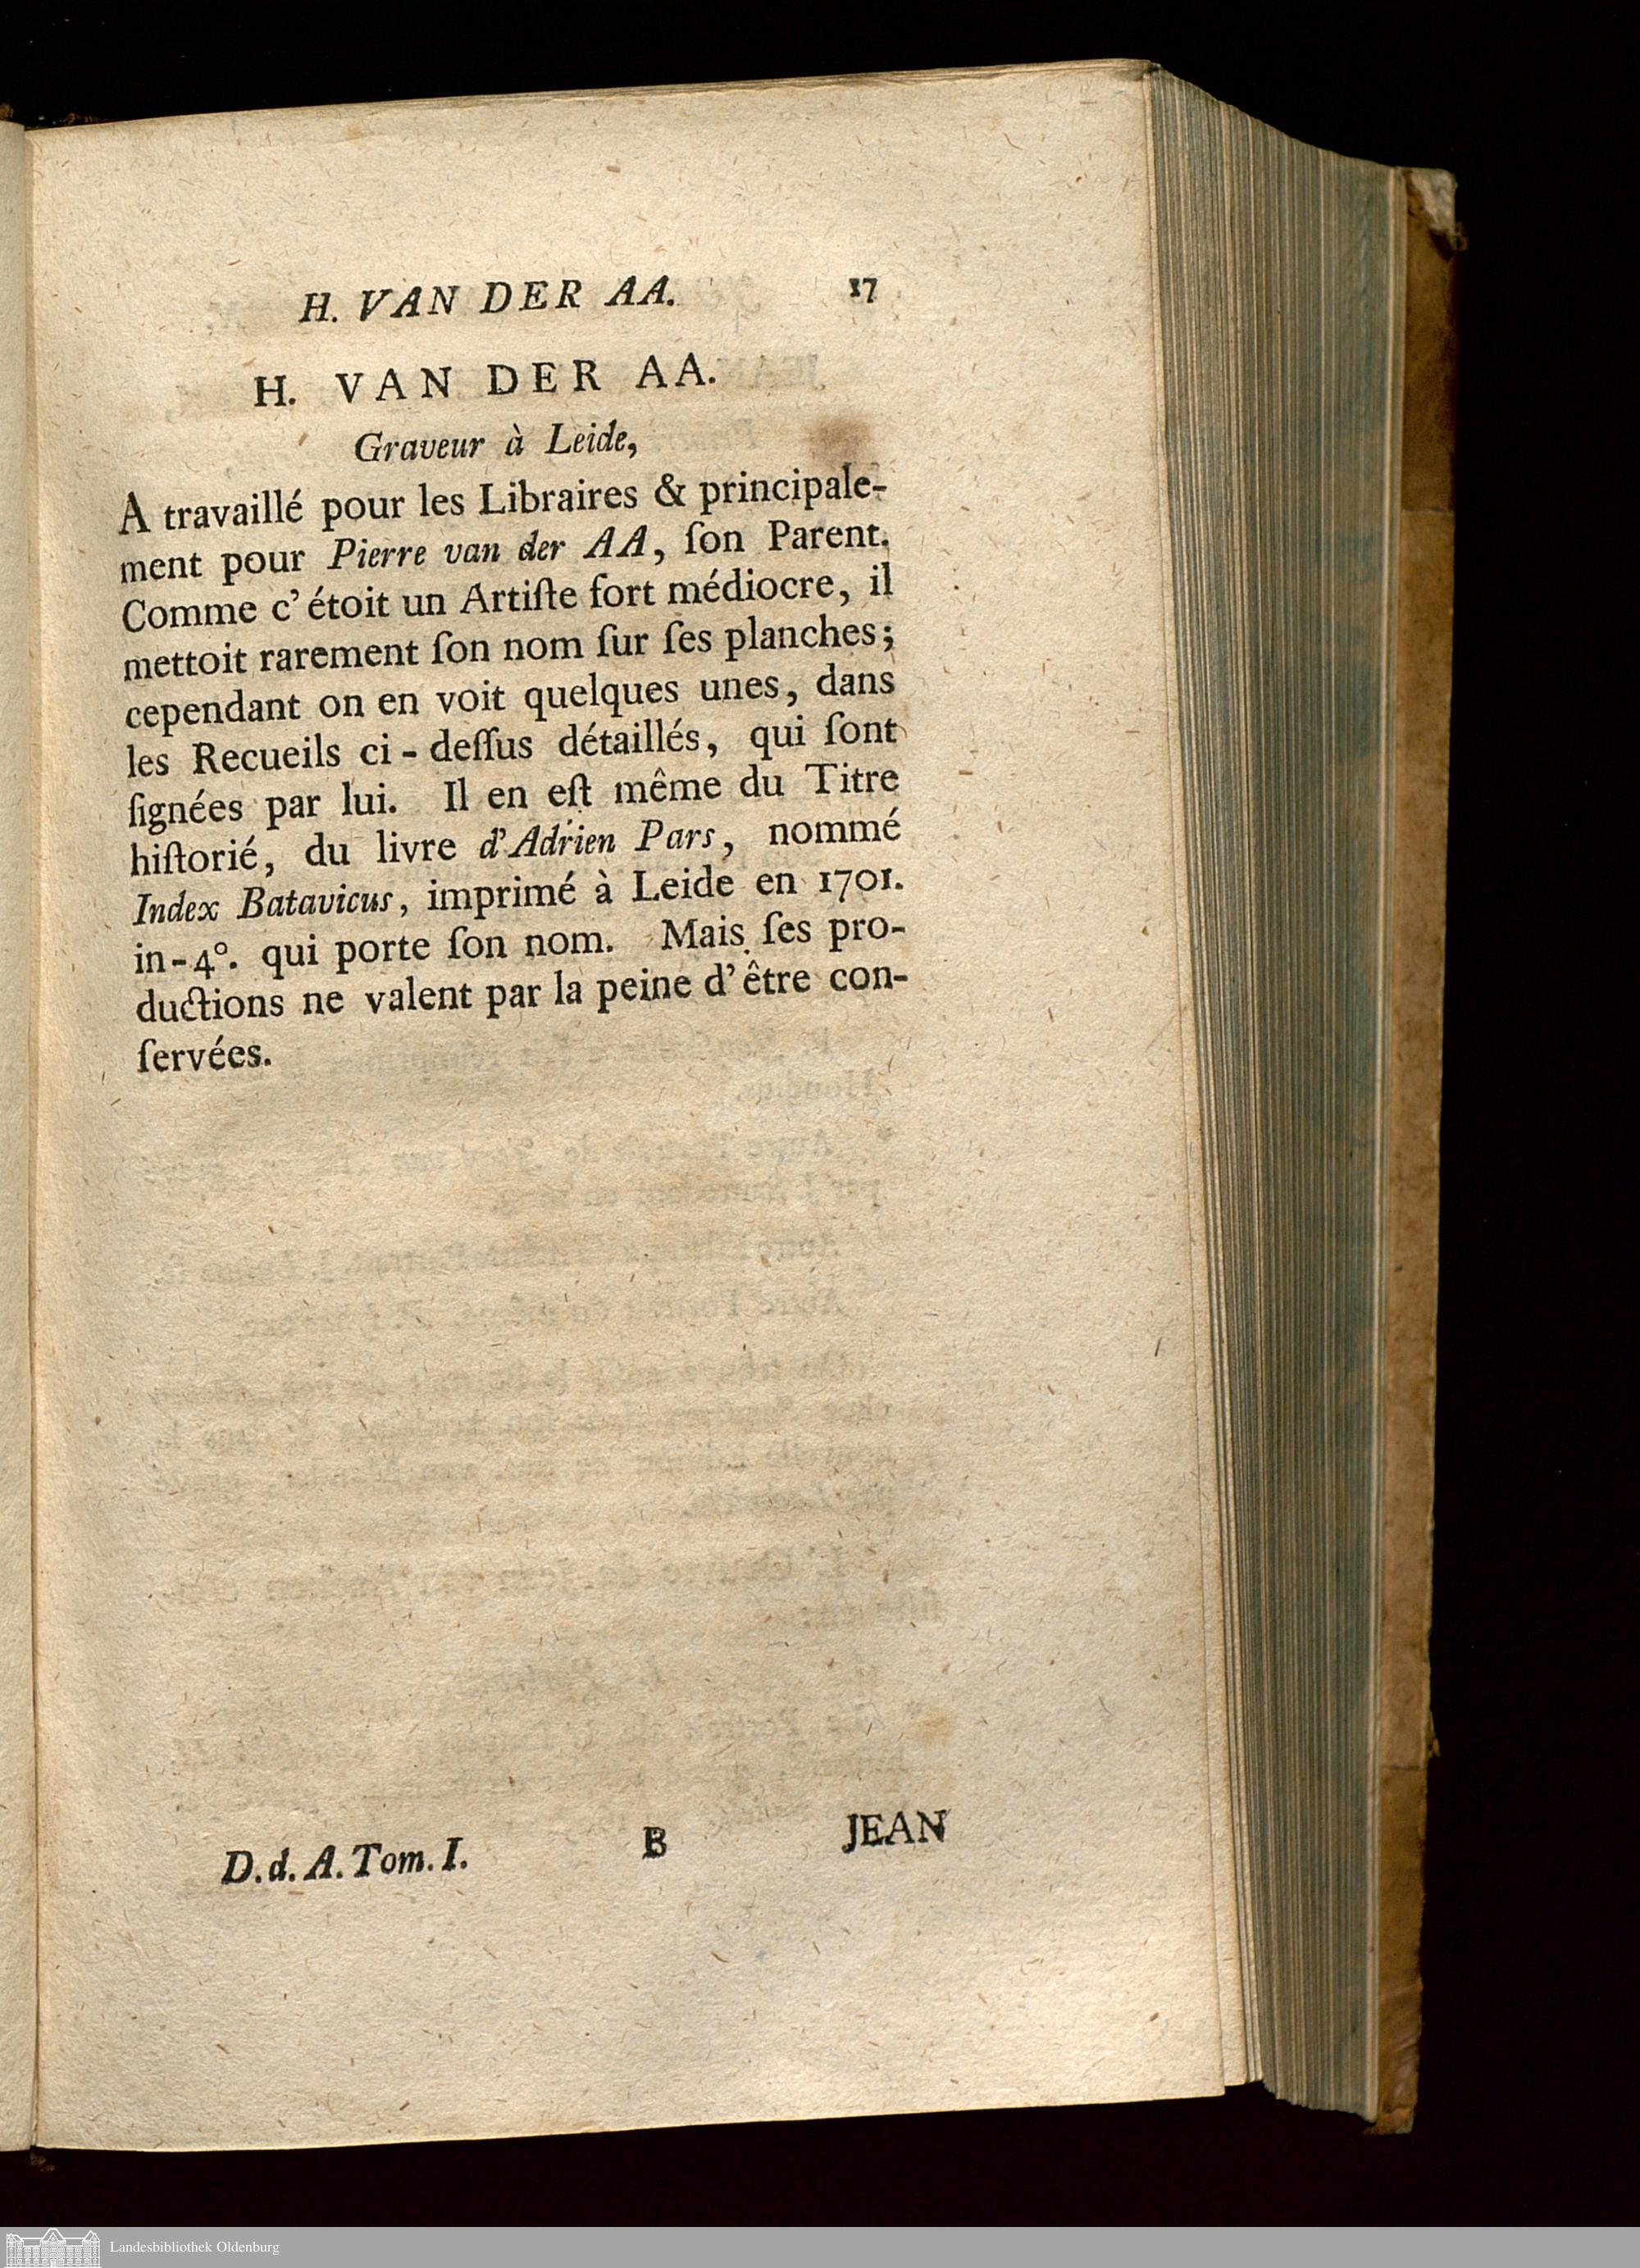 H. VAN DER AA. 17
H. VAN DER AA.
Graveur à Leide,
A travaillé pour les Libraires & principale-
ment pour Pierre van der AA, ſon Parent.
Comme c'étoit un Artiſte fort médiocre, il
mettoit rarement ſon nom ſur ſes planches;
cependant on en voit quelques unes, dans
les Recueils ci-deſſus détaillés, qui ſont
ſignées par lui. Il en eſt même du Titre
hiſtorié, du livre d'Adrien Pars, nommé
Index Batavicus, imprimé à Leide en 1701.
in-4°. qui porte ſon nom. Mais ſes pro-
ductions ne valent par la peine d'être con-
ſervées.
D. d. A. Tom. I. B JEAN
Landesbibliothek Oldenburg